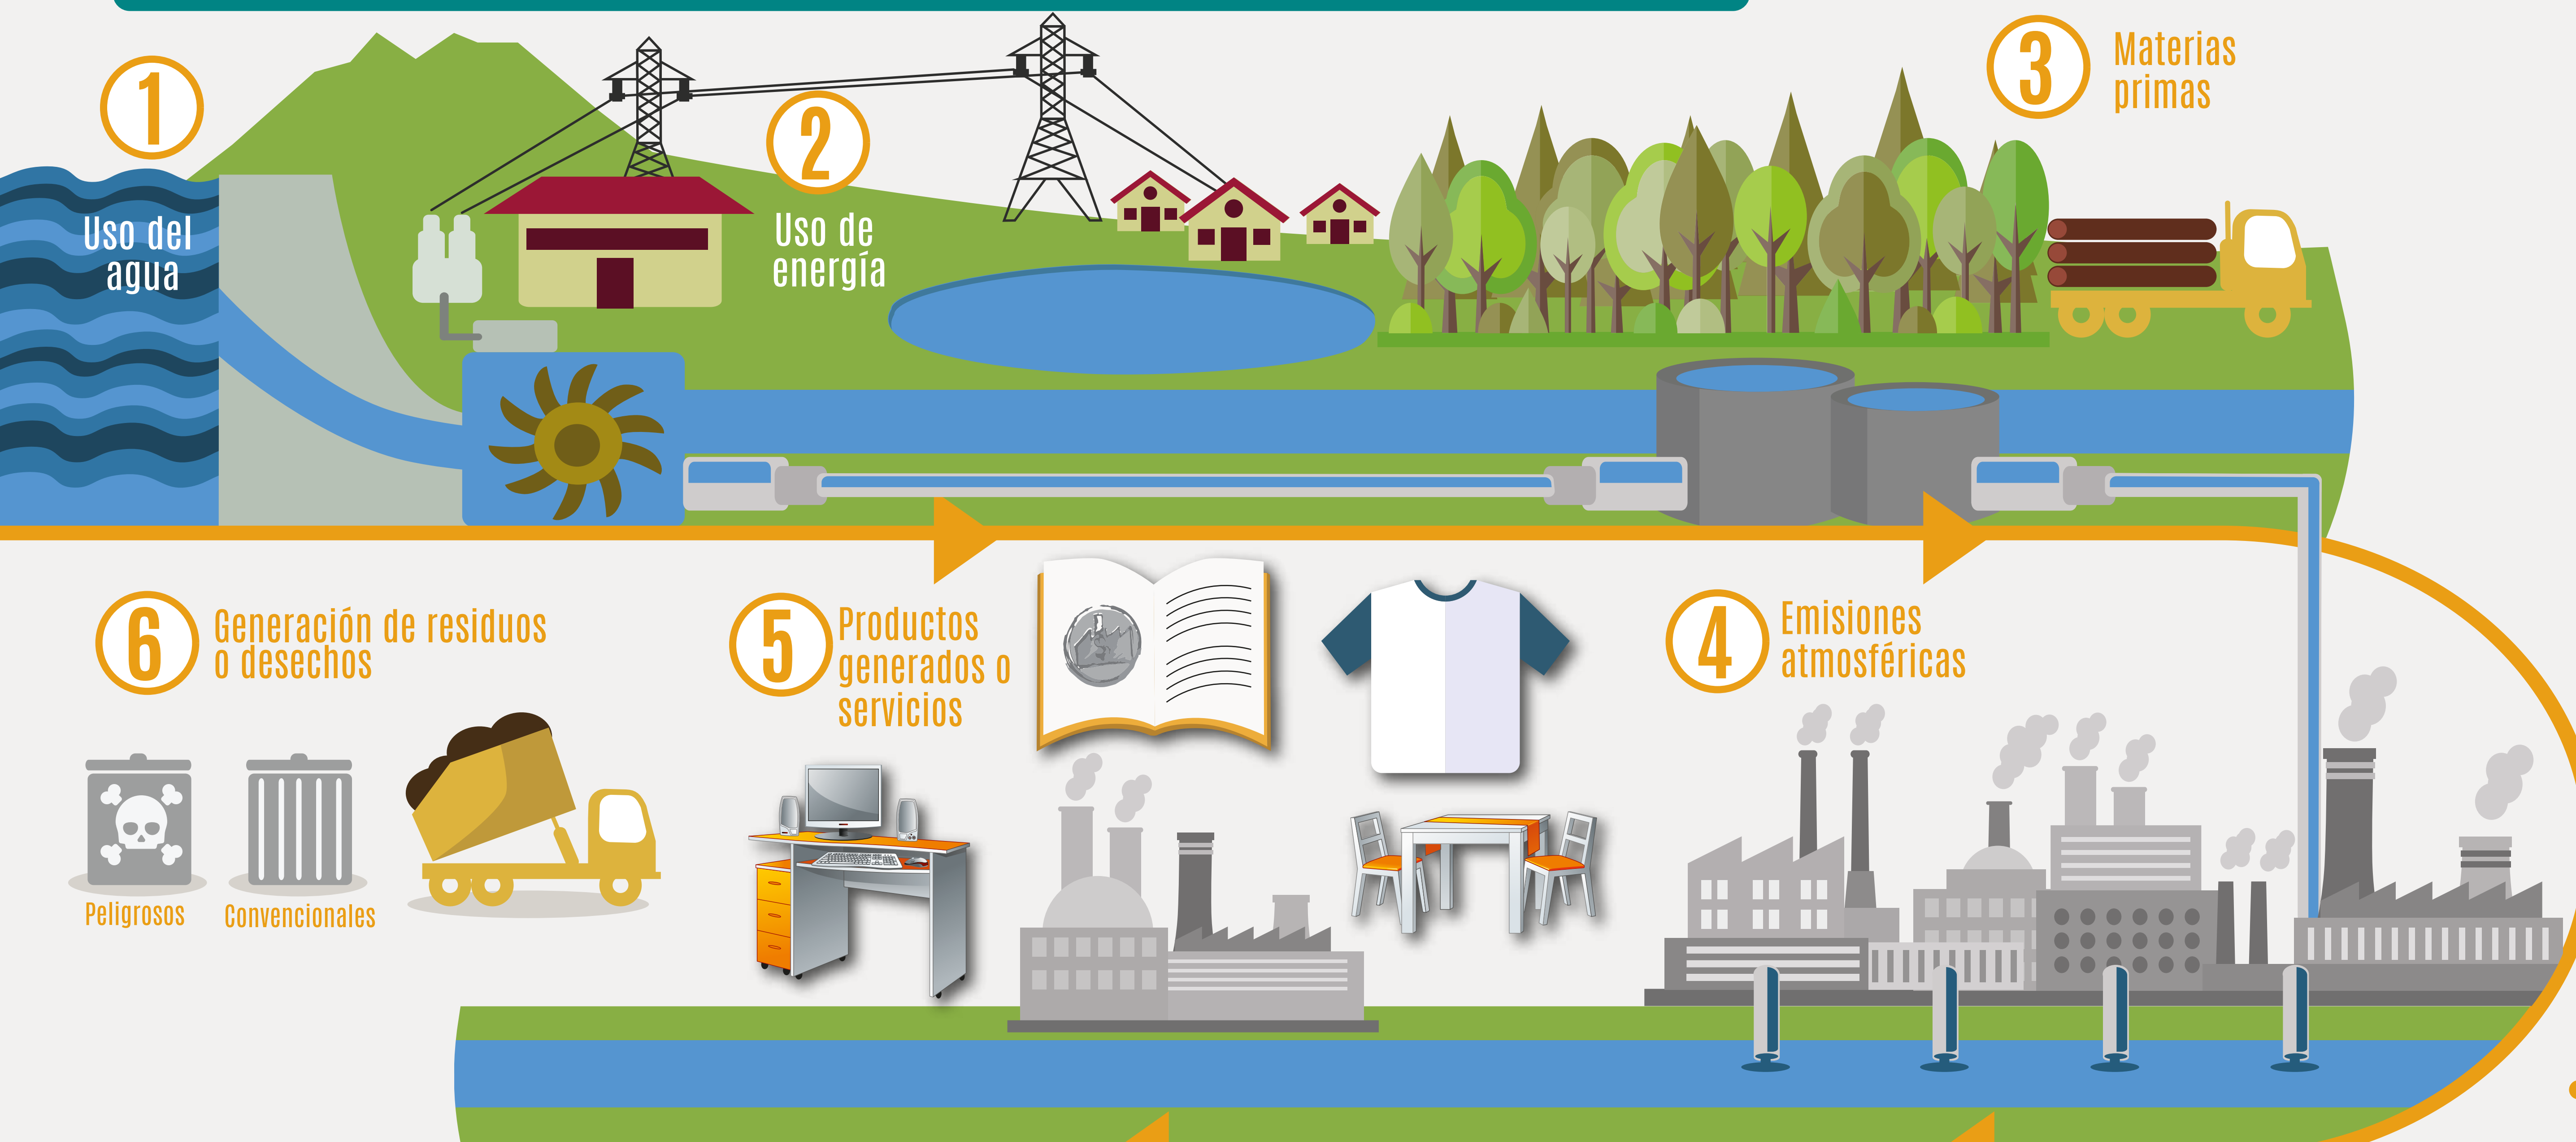 1
Uso del
agua
2
Uso de
energía
3
Materias
primas
4
Emisiones
atmosféricas
5
Productos
generados o
servicios
6
Generación de residuos
o desechos
Peligrosos
Convencionales